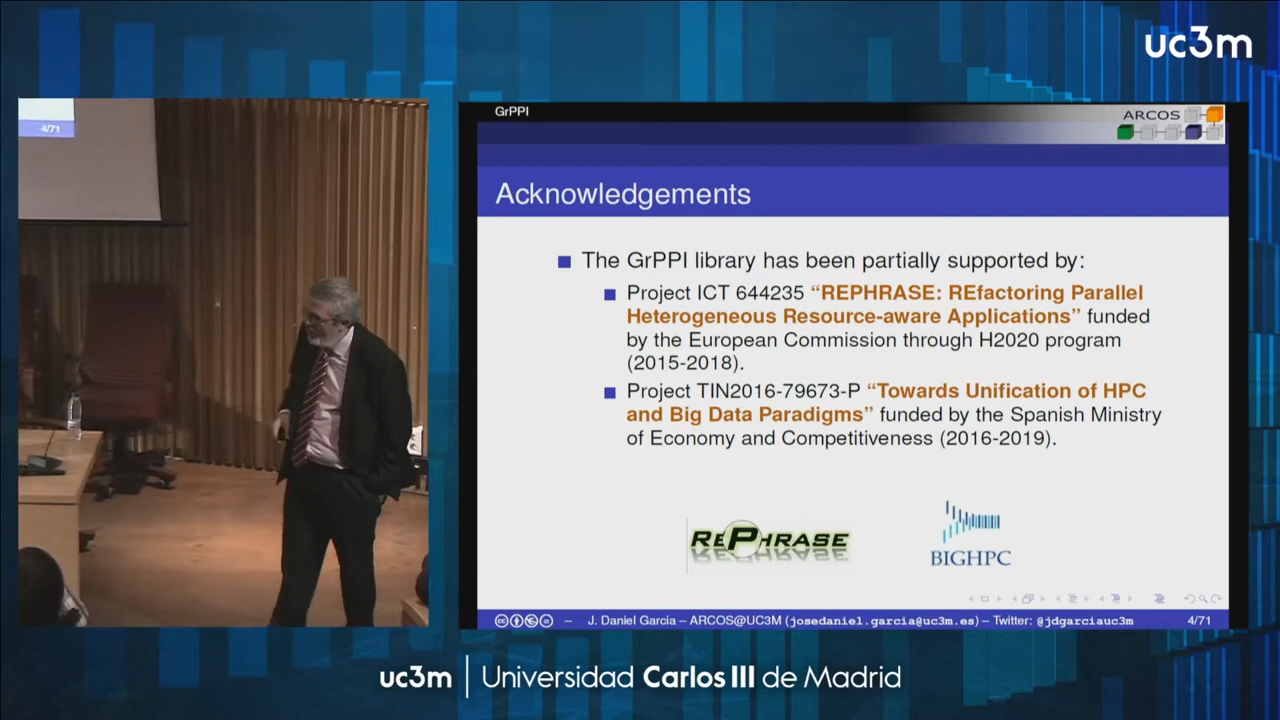 uc3m
4/71
GrPPI
ARCOS
Acknowledgements
The GrPPI library has been partially supported by:
Project ICT 644235 “REPHRASE: REfactoring Parallel
Heterogeneous Resource-aware Applications” funded
by the European Commission through H2020 program
(2015-2018).
Project TIN2016-79673-P “Towards Unification of HPC
and Big Data Paradigms” funded by the Spanish Ministry
of Economy and Competitiveness (2016-2019).
REPHRASE
BIGHPC
– J. Daniel Garcia – ARCOS@UC3M (josedaniel.garcia@uc3m.es) – Twitter: @jdgarciauc3m 4/71
uc3m | Universidad Carlos III de Madrid